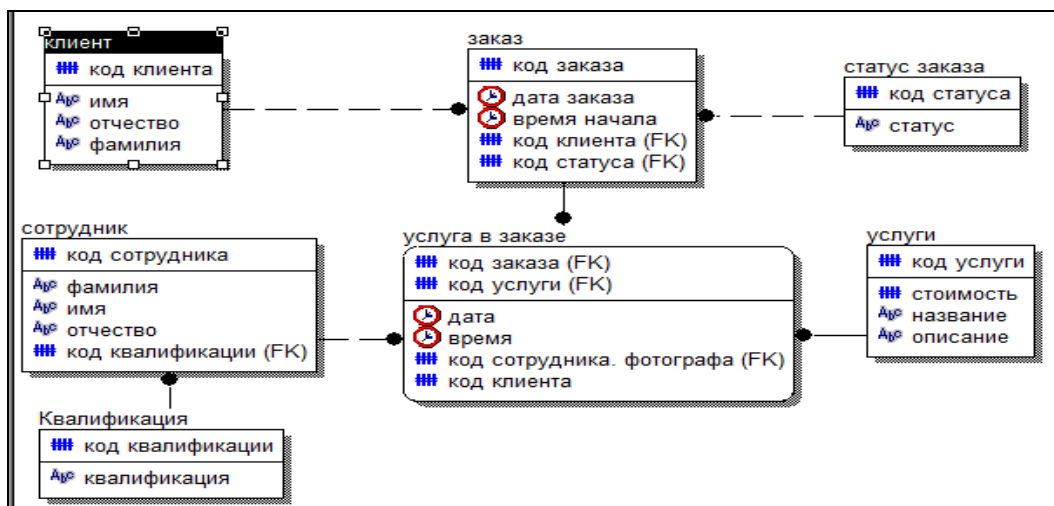 клиент
код клиента
имя
отчество
фамилия
заказ
код заказа
дата заказа
время начала
код клиента (FK)
код статуса (FK)
статус заказа
код статуса
статус
сотрудник
код сотрудника
фамилия
имя
отчество
код квалификации (FK)
услуга в заказе
код заказа (FK)
код услуги (FK)
дата
время
код сотрудника. фотографа (FK)
код клиента
услуги
код услуги
стоимость
название
описание
Квалификация
код квалификации
квалификация